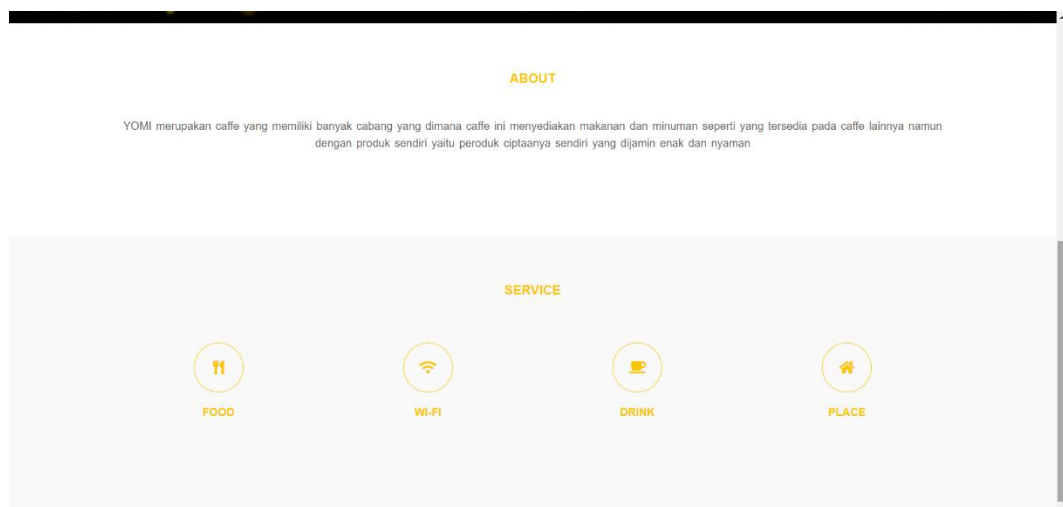 ABOUT
YOMI merupakan caffe yang memiliki banyak cabang yang dimana caffe ini menyediakan makanan dan minuman seperti yang tersedia pada caffe lainnya namun
dengan produk sendiri yaitu peroduk ciptaanya sendiri yang dijamin enak dan nyaman
SERVICE
FOOD
WI-FI
DRINK
PLACE